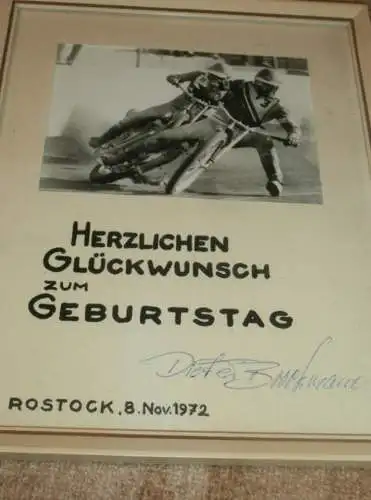 HERZLICHEN
GLÜCKWUNSCH
ZUM
GEBURTSTAG
Dieter
ROSTOCK, 8. Nov. 1972